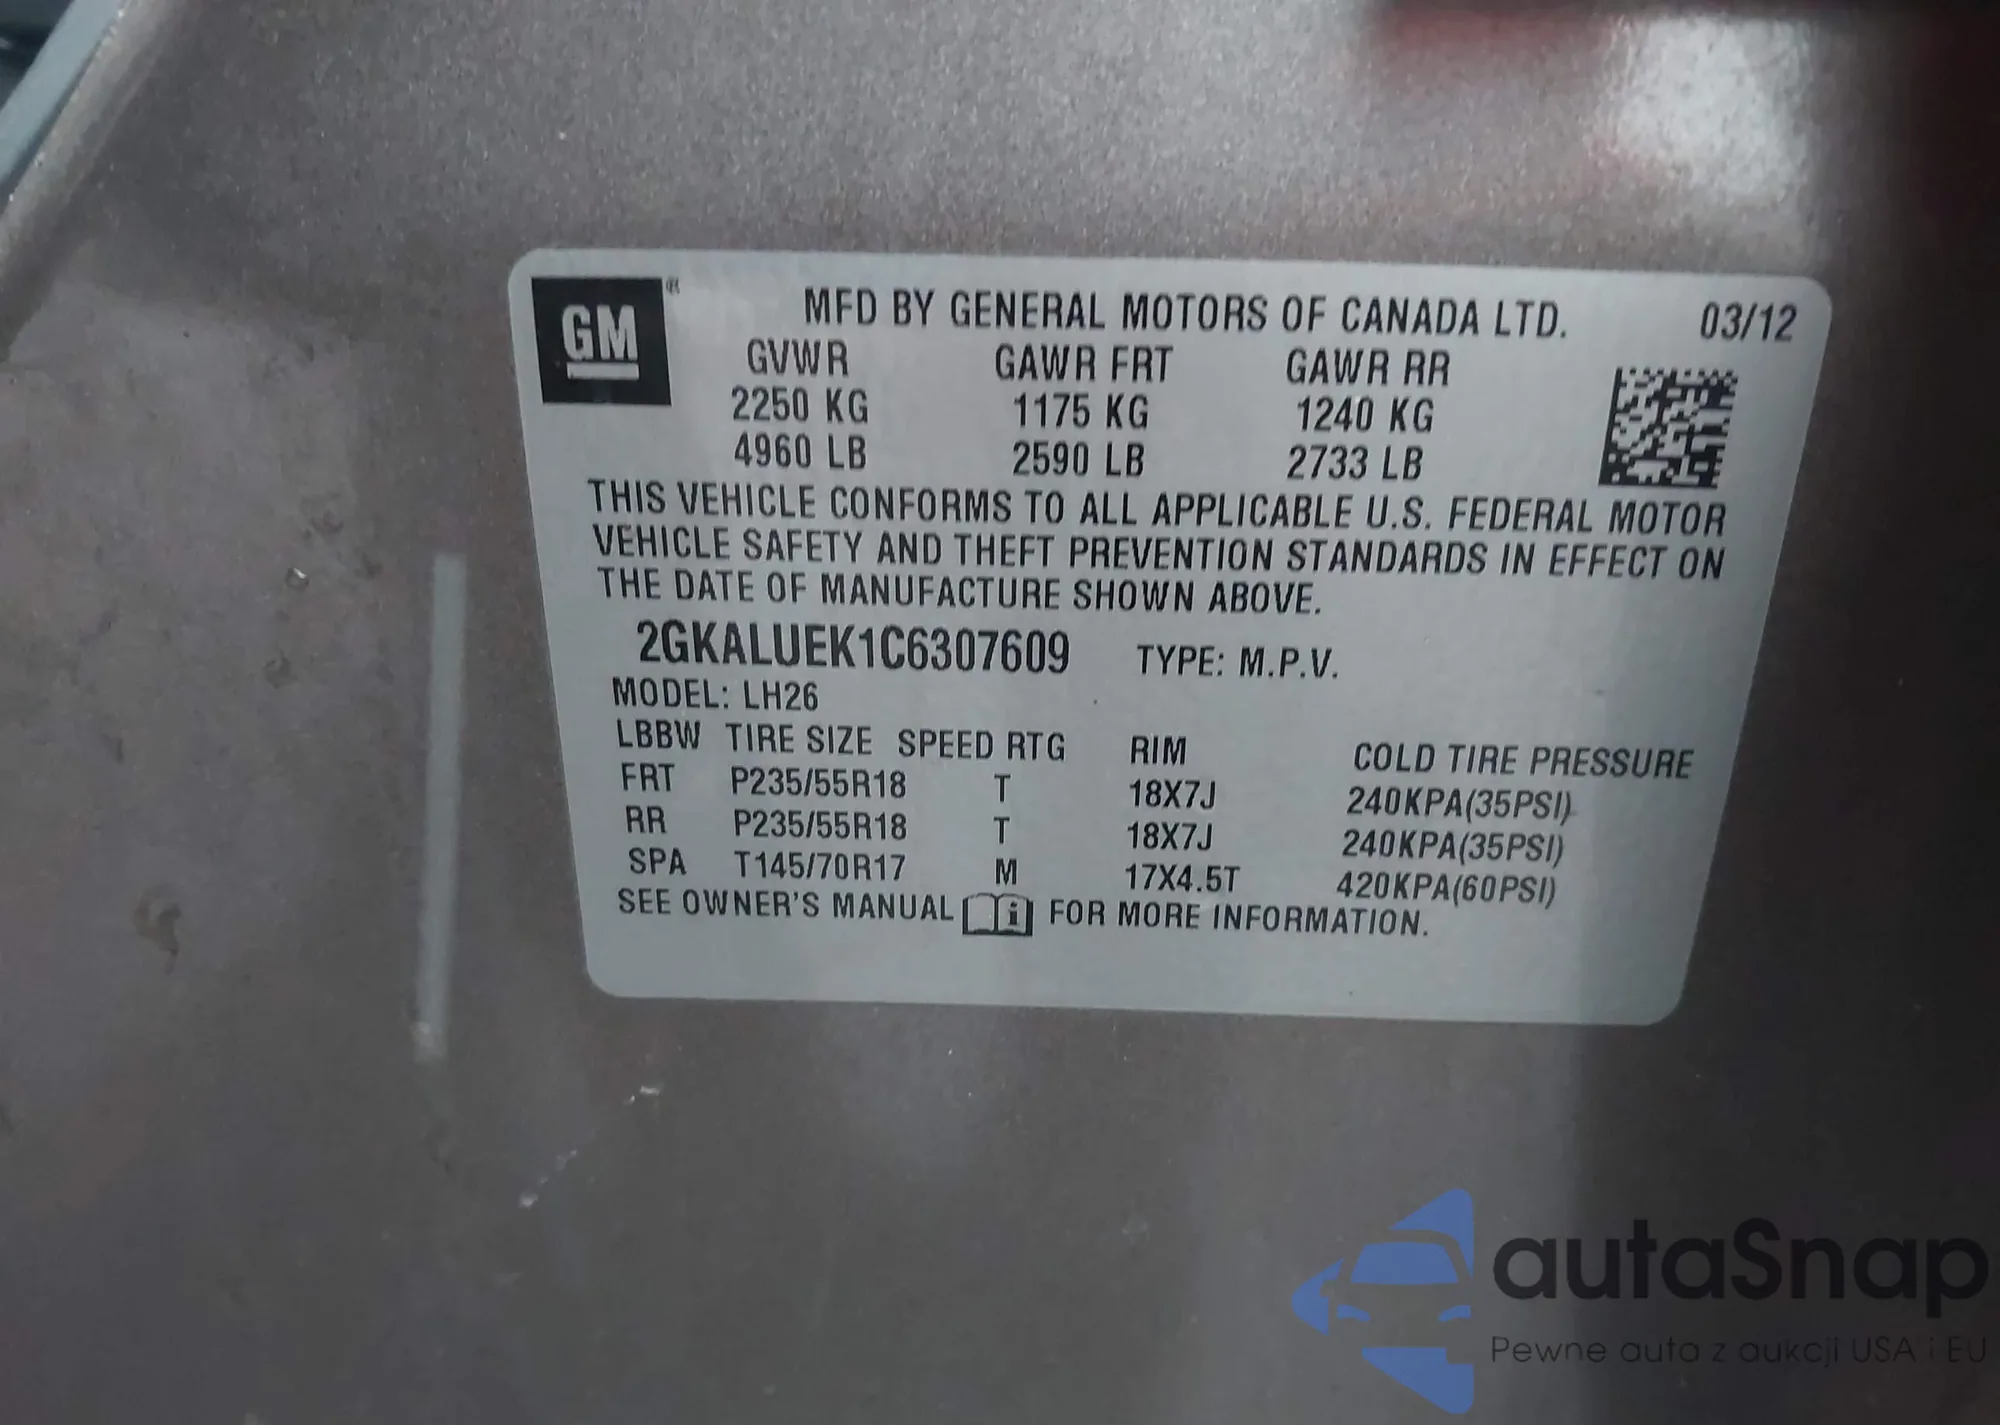 GM ®
MFD BY GENERAL MOTORS OF CANADA LTD. 03/12
GVWR GAWR FRT GAWR RR
2250 KG 1175 KG 1240 KG
4960 LB 2590 LB 2733 LB
THIS VEHICLE CONFORMS TO ALL APPLICABLE U.S. FEDERAL MOTOR
VEHICLE SAFETY AND THEFT PREVENTION STANDARDS IN EFFECT ON
THE DATE OF MANUFACTURE SHOWN ABOVE.
2GKALUEK1C6307609 TYPE: M.P.V.
MODEL: LH26
LBBW TIRE SIZE SPEED RTG RIM COLD TIRE PRESSURE
FRT P235/55R18 T 18X7J 240KPA(35PSI)
RR P235/55R18 T 18X7J 240KPA(35PSI)
SPA T145/70R17 M 17X4.5T 420KPA(60PSI)
SEE OWNER'S MANUAL i FOR MORE INFORMATION.
autaSnap
Pewne auta z aukcji USA i EU